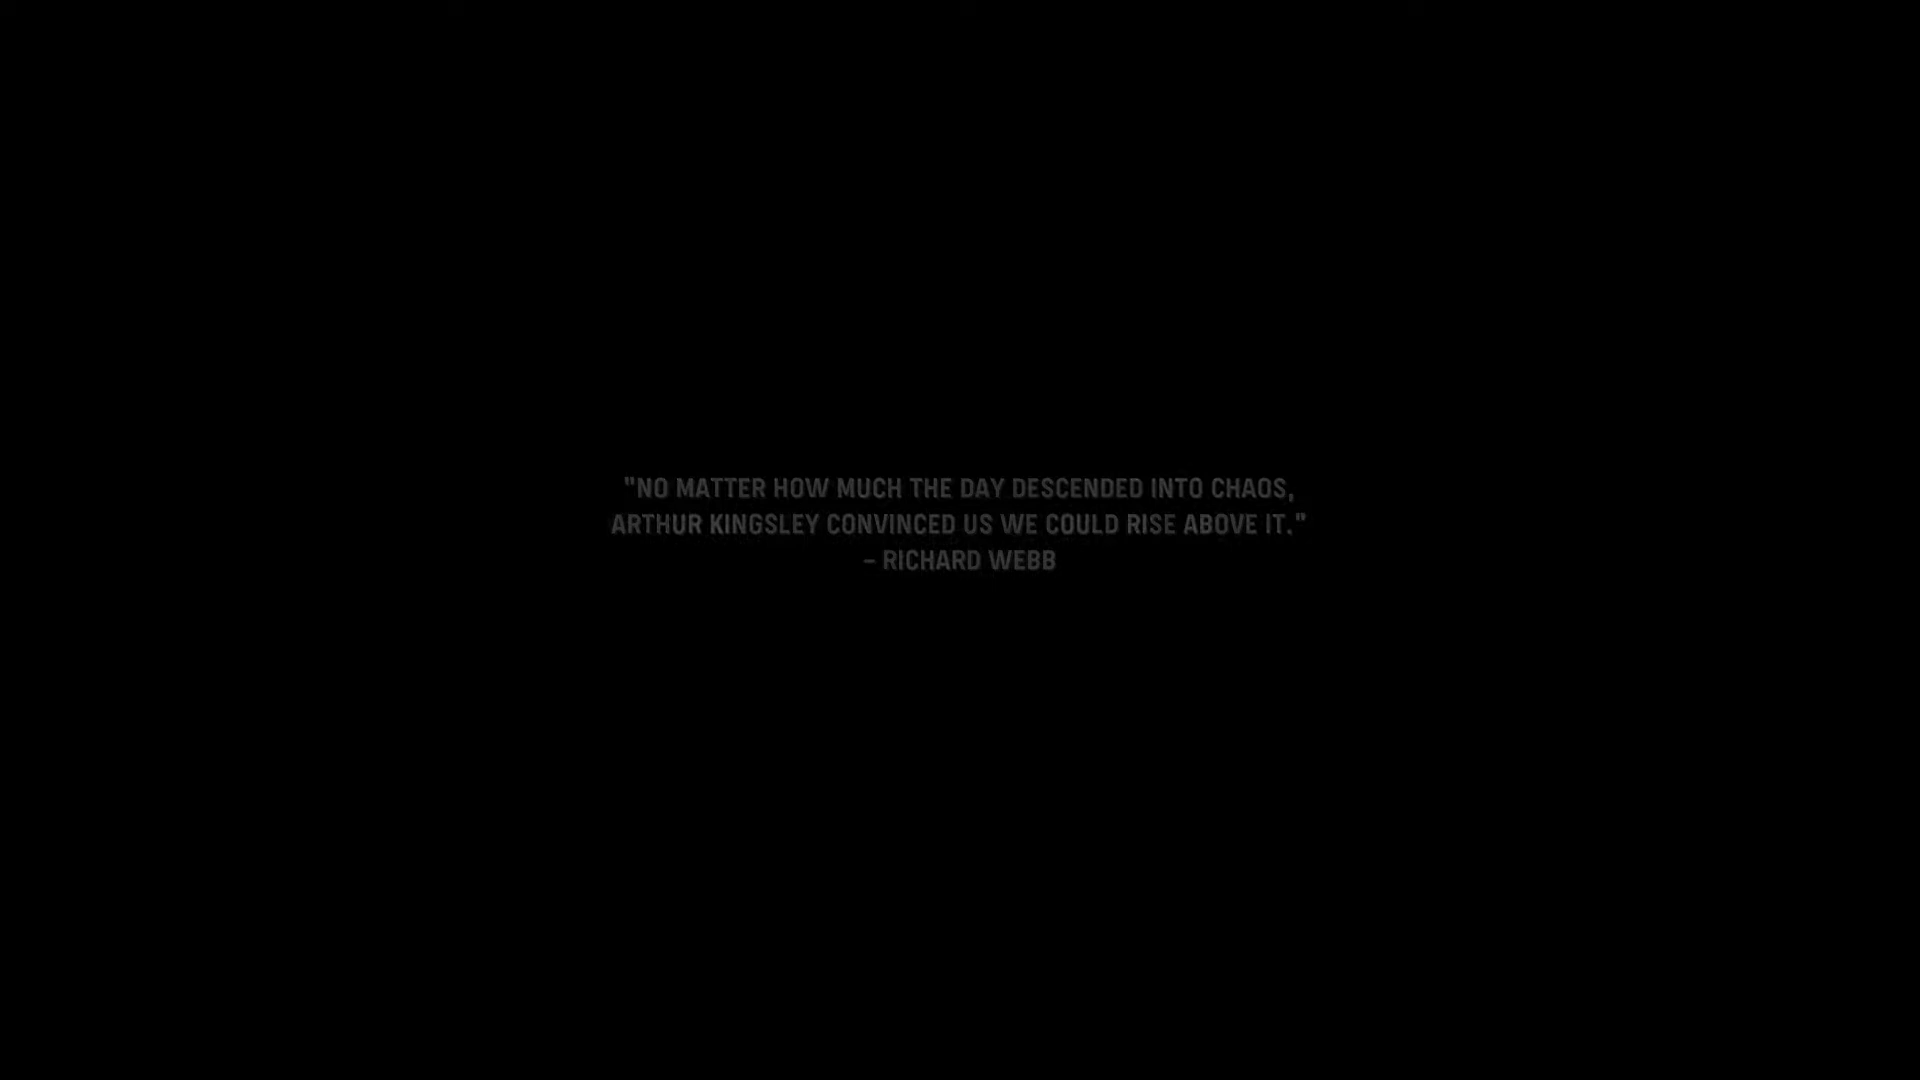 "NO MATTER HOW MUCH THE DAY DESCENDED INTO CHAOS,
ARTHUR KINGSLEY CONVINCED US WE COULD RISE ABOVE IT."
– RICHARD WEBB